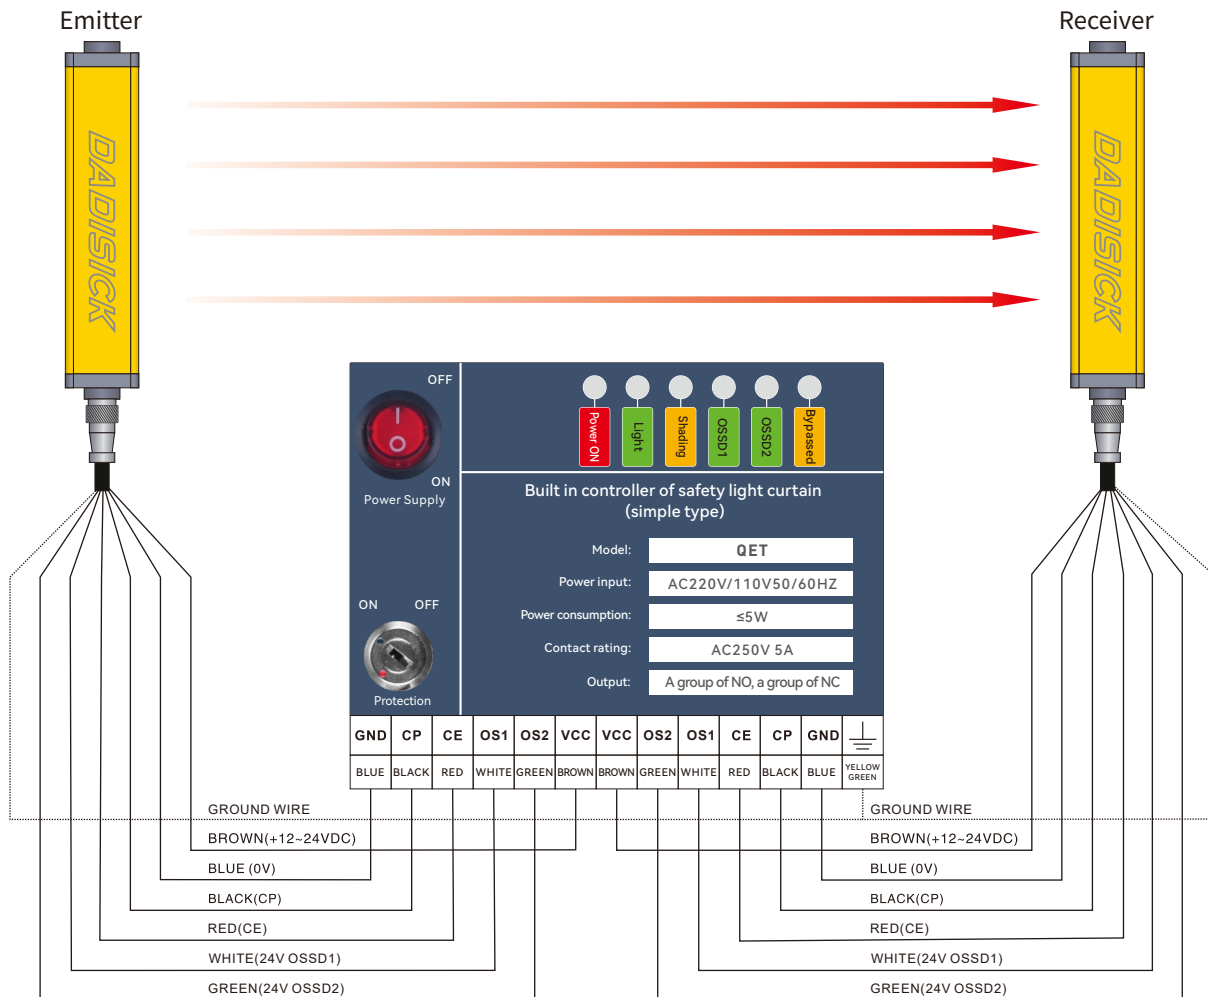 Emitter
Receiver
DADISICK
DADISICK
OFF
ON
Power Supply
ON OFF
Protection
Power ON
Light
Shading
OSSD1
OSSD2
Bypassed
Built in controller of safety light curtain
(simple type)
Model: QET
Power input: AC220V/110V50/60HZ
Power consumption: ≤5W
Contact rating: AC250V 5A
Output: A group of NO, a group of NC
GND CP CE OS1 OS2 VCC VCC OS2 OS1 CE CP GND
BLUE BLACK RED WHITE GREEN BROWN BROWN GREEN WHITE RED BLACK BLUE YELLOW
GREEN
GROUND WIRE
BROWN(+12~24VDC)
BLUE (0V)
BLACK(CP)
RED(CE)
WHITE(24V OSSD1)
GREEN(24V OSSD2)
GROUND WIRE
BROWN(+12~24VDC)
BLUE (0V)
BLACK(CP)
RED(CE)
WHITE(24V OSSD1)
GREEN(24V OSSD2)